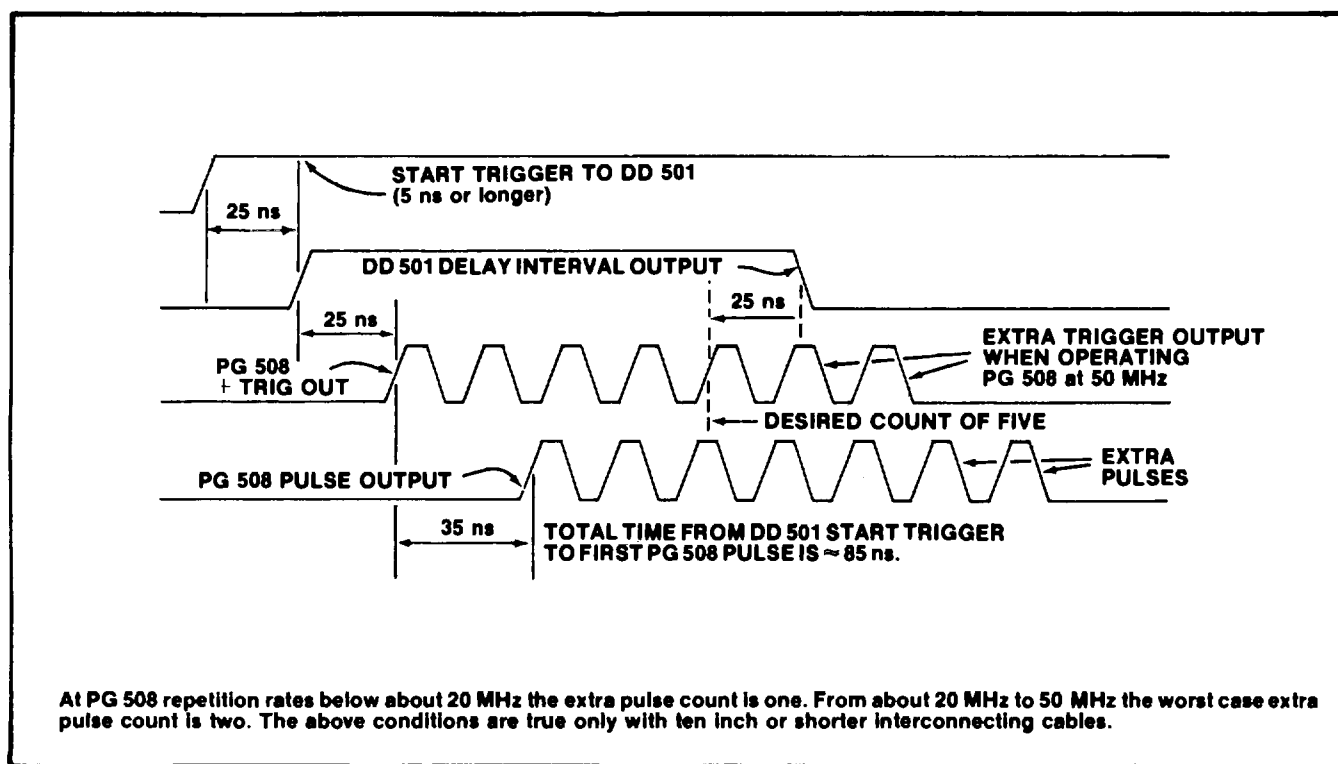 START TRIGGER TO DD 501
(5 ns or longer)
25 ns
DD 501 DELAY INTERVAL OUTPUT
25 ns
25 ns
EXTRA TRIGGER OUTPUT
WHEN OPERATING
PG 508 at 50 MHz
PG 508
+ TRIG OUT
DESIRED COUNT OF FIVE
PG 508 PULSE OUTPUT
EXTRA
PULSES
35 ns
TOTAL TIME FROM DD 501 START TRIGGER
TO FIRST PG 508 PULSE IS ≈ 85 ns.
At PG 508 repetition rates below about 20 MHz the extra pulse count is one. From about 20 MHz to 50 MHz the worst case extra
pulse count is two. The above conditions are true only with ten inch or shorter interconnecting cables.